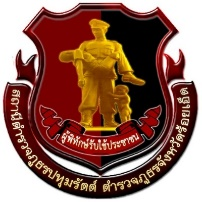 ผู้พิทักษ์รับใช้ประชาชน
สถานีตำรวจภูธรปทุมรัตต์ ตำรวจภูธรจังหวัดร้อยเอ็ด